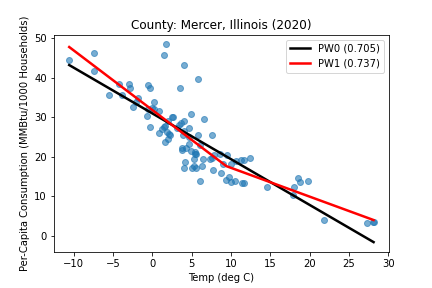 County: Mercer, Illinois (2020)
PW0 (0.705)
PW1 (0.737)
Per-Capita Consumption (MMBtu/1000 Households)
50
40
30
20
10
0
−10 −5 0 5 10 15 20 25 30
Temp (deg C)